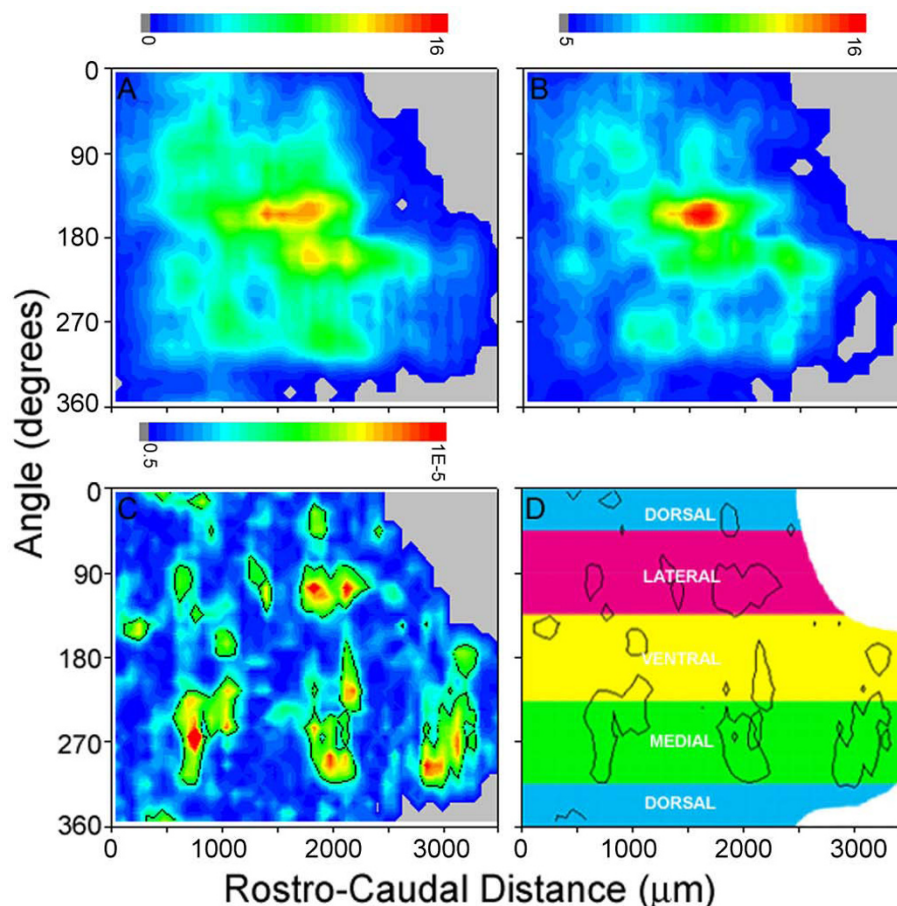 0 16
5 16
A
B
0
90
180
270
360
0.5 1E-5
C
D
0
90
180
270
360
DORSAL
LATERAL
VENTRAL
MEDIAL
DORSAL
0 1000 2000 3000
0 1000 2000 3000
Angle (degrees)
Rostro-Caudal Distance (μm)